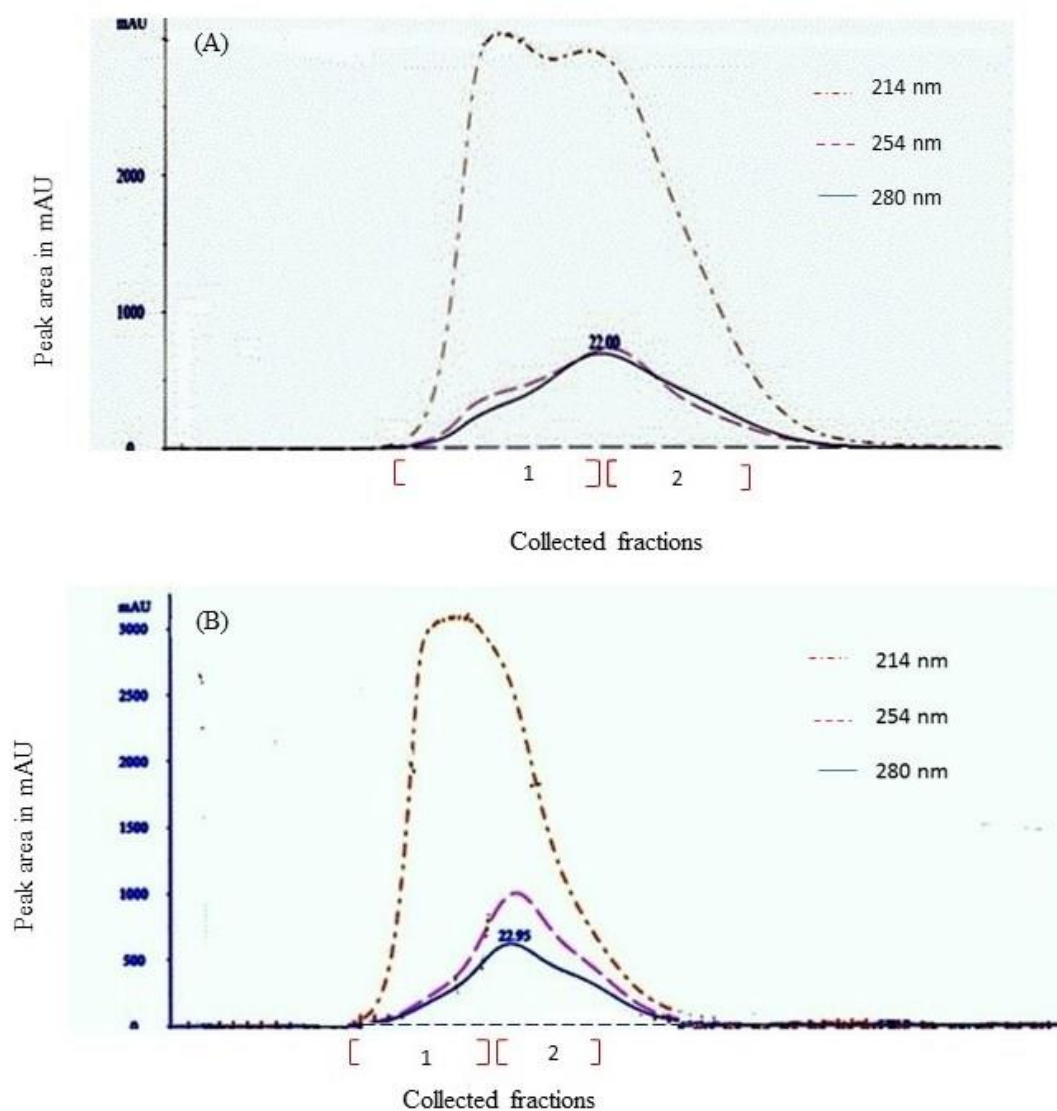 mAU
(A)
214 nm
254 nm
280 nm
2000
1000
0
22.00
Peak area in mAU
1
2
Collected fractions
mAU
(B)
3000
2500
2000
1500
1000
500
0
214 nm
254 nm
280 nm
22.95
Peak area in mAU
1
2
Collected fractions